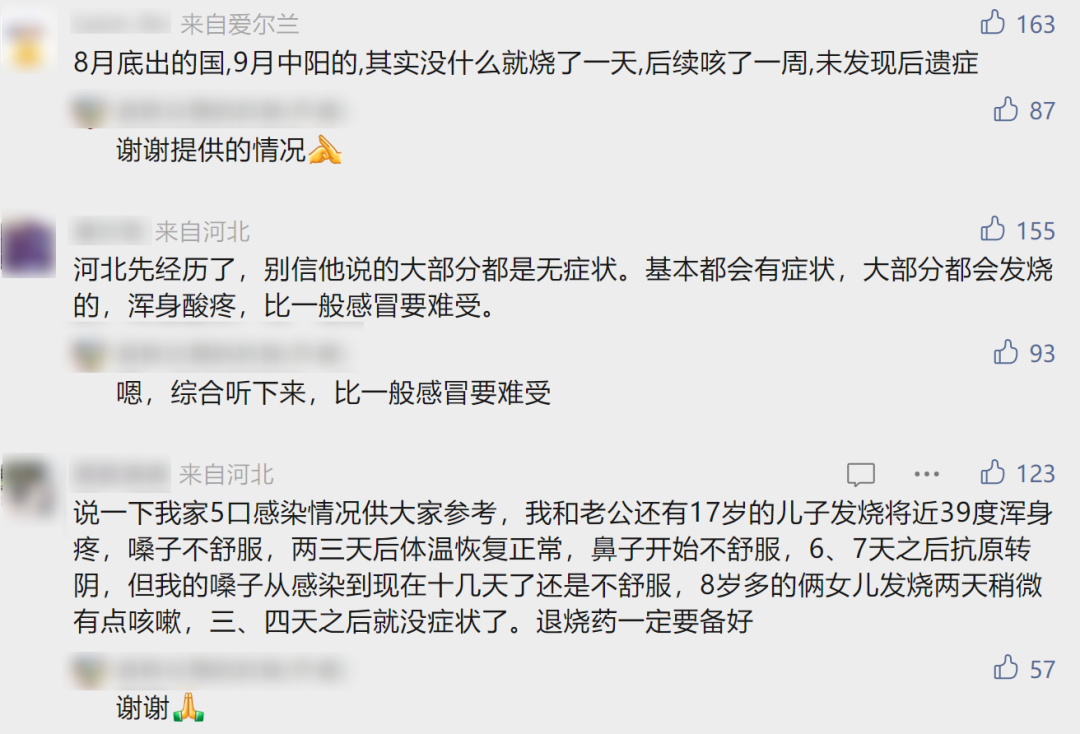 来自爱尔兰
163
8月底出的国,9月中阳的,其实没什么就烧了一天,后续咳了一周,未发现后遗症
87
谢谢提供的情况
来自河北
155
河北先经历了，别信他说的大部分都是无症状。基本都会有症状，大部分都会发烧
的，浑身酸疼，比一般感冒要难受。
93
嗯，综合听下来，比一般感冒要难受
来自河北
123
说一下我家5口感染情况供大家参考，我和老公还有17岁的儿子发烧将近39度浑身
疼，嗓子不舒服，两三天后体温恢复正常，鼻子开始不舒服，6、7天之后抗原转
阴，但我的嗓子从感染到现在十几天了还是不舒服，8岁多的俩女儿发烧两天稍微
有点咳嗽，三、四天之后就没症状了。退烧药一定要备好
57
谢谢